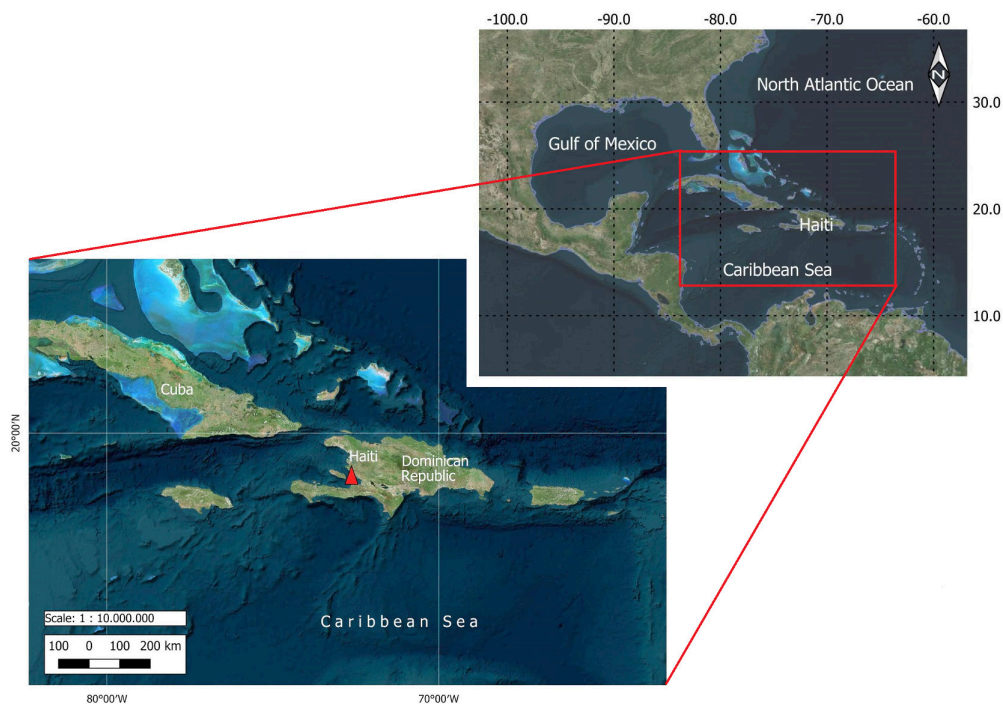 -100.0 -90.0 -80.0 -70.0 -60.0
N
North Atlantic Ocean
30.0
Gulf of Mexico
20.0
Haiti
Caribbean Sea
10.0
Cuba
20°00'N
Haiti
Dominican
Republic
Scale: 1 : 10.000.000
Caribbean Sea
100 0 100 200 km
80°00'W 70°00'W